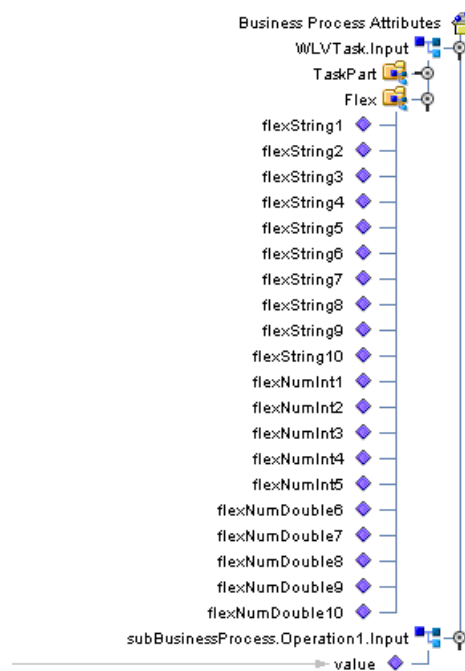 Business Process Attributes
WLVTask.Input
TaskPart
Flex
flexString1
flexString2
flexString3
flexString4
flexString5
flexString6
flexString7
flexString8
flexString9
flexString10
flexNumInt1
flexNumInt2
flexNumInt3
flexNumInt4
flexNumInt5
flexNumDouble6
flexNumDouble7
flexNumDouble8
flexNumDouble9
flexNumDouble10
subBusinessProcess.Operation1.Input
value